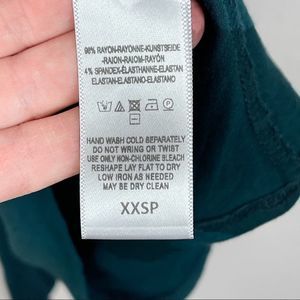 96% RAYON-RAYONNE-KUNSTSEIDE
-RAION-RAIOM-RAYÓN
4% SPANDEX-ÉLASTHANNE-ELASTAN
ELASTAN-ELASTANO-ELASTANO
HAND WASH COLD SEPARATELY
DO NOT WRING OR TWIST
USE ONLY NON-CHLORINE BLEACH
RESHAPE LAY FLAT TO DRY
LOW IRON AS NEEDED
MAY BE DRY CLEAN
XXSP